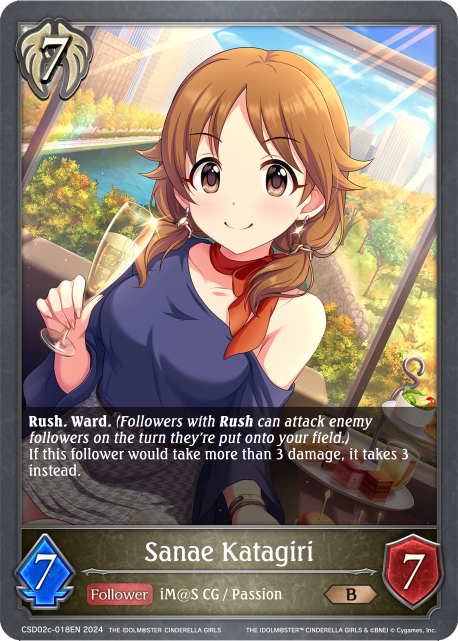 7
Rush. Ward. (Followers with Rush can attack enemy
followers on the turn they're put onto your field.)
If this follower would take more than 3 damage, it takes 3
instead.
Sanae Katagiri
7
Follower
iM@S CG / Passion
B
7
CSD02c-018EN 2024 THE IDOLM@STER CINDERELLA GIRLS THE IDOLM@STER™ CINDERELLA GIRLS & ©BNEI © Cygames, Inc.